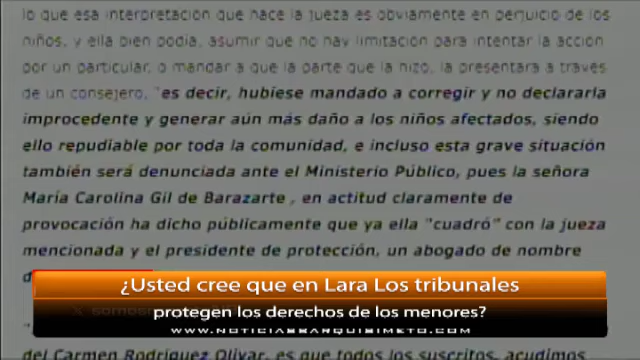 lo que esa interpretación que hace la jueza es obviamente en perjuicio de los
niños, y ella bien podía, asumir que no hay limitación para intentar la acción
por un particular, o mandar a que la parte que la hizo, la presentara a través
de un consejero, "es decir, hubiese mandado a corregir y no declararla
improcedente y generar aún más daño a los niños afectados, siendo
ello repudiable por toda la comunidad, e incluso esta grave situación
también será denunciada ante el Ministerio Público, pues la señora
María Carolina Gil de Barazarte , en actitud claramente de
provocación ha dicho públicamente que ya ella "cuadró" con la jueza
mencionada y el presidente de protección, un abogado de nombre
¿Usted cree que en Lara Los tribunales
protegen los derechos de los menores?
WWW.NOTICIASBARQUISIMETO.COM
del Carmen Rodríguez Olivar, es que todos los suscritos, acudimos